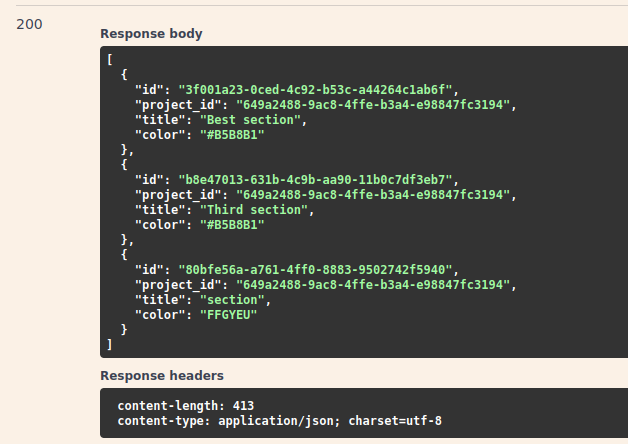 200
Response body
[
  {
    "id": "3f001a23-0ced-4c92-b53c-a44264c1ab6f",
    "project_id": "649a2488-9ac8-4ffe-b3a4-e98847fc3194",
    "title": "Best section",
    "color": "#B5B8B1"
  },
  {
    "id": "b8e47013-631b-4c9b-aa90-11b0c7df3eb7",
    "project_id": "649a2488-9ac8-4ffe-b3a4-e98847fc3194",
    "title": "Third section",
    "color": "#B5B8B1"
  },
  {
    "id": "80bfe56a-a761-4ff0-8883-9502742f5940",
    "project_id": "649a2488-9ac8-4ffe-b3a4-e98847fc3194",
    "title": "section",
    "color": "FFGYEU"
  }
]
Response headers
content-length: 413
content-type: application/json; charset=utf-8